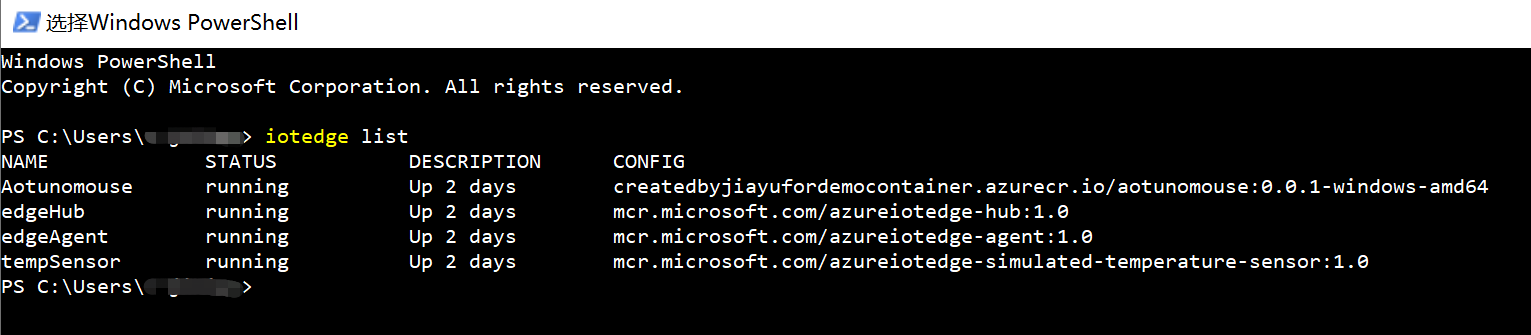 选择Windows PowerShell
Windows PowerShell
Copyright (C) Microsoft Corporation. All rights reserved.
PS C:\Users\> iotedge list
NAME STATUS DESCRIPTION CONFIG
Aotunomouse running Up 2 days createdbyjiayufordemocontainer.azurecr.io/aotunomouse:0.0.1-windows-amd64
edgeHub running Up 2 days mcr.microsoft.com/azureiotedge-hub:1.0
edgeAgent running Up 2 days mcr.microsoft.com/azureiotedge-agent:1.0
tempSensor running Up 2 days mcr.microsoft.com/azureiotedge-simulated-temperature-sensor:1.0
PS C:\Users\>